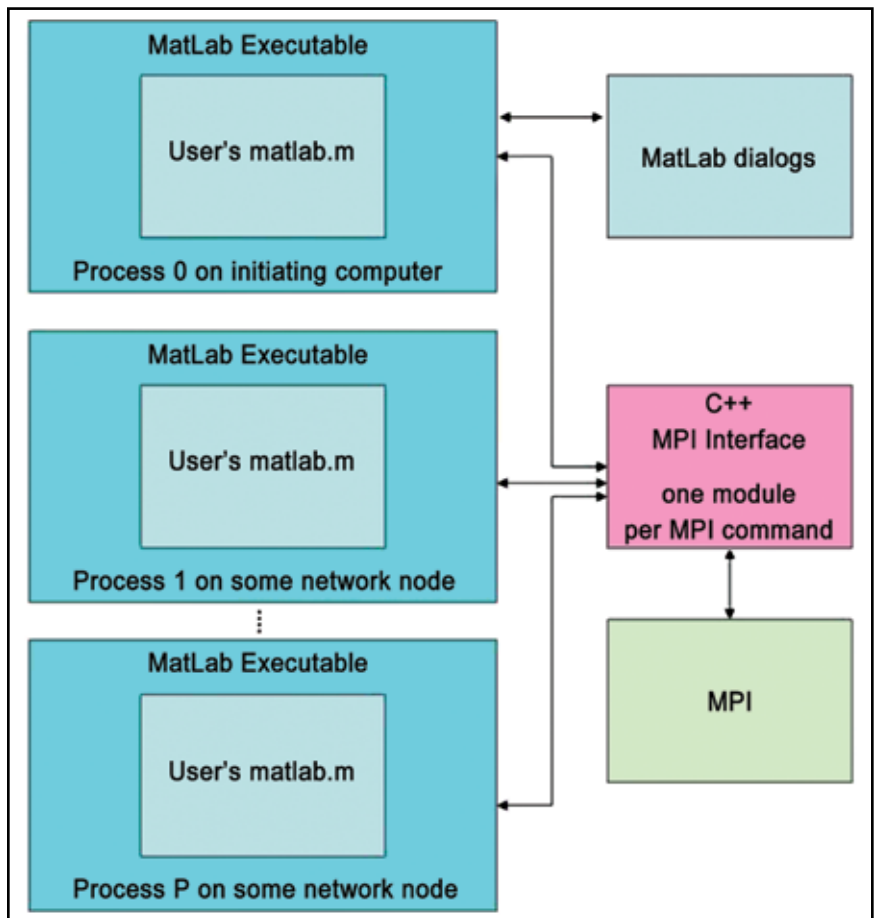 MatLab Executable
User's matlab.m
Process 0 on initiating computer
MatLab dialogs
MatLab Executable
User's matlab.m
Process 1 on some network node
C++
MPI Interface
one module
per MPI command
MatLab Executable
User's matlab.m
Process P on some network node
MPI